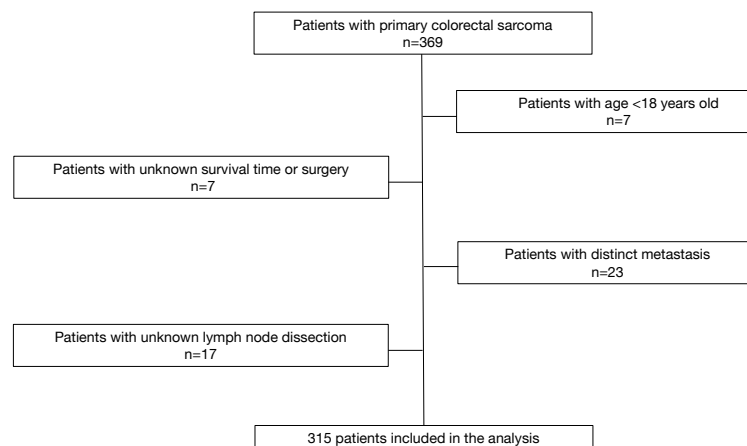 Patients with primary colorectal sarcoma
n=369
Patients with age <18 years old
n=7
Patients with unknown survival time or surgery
n=7
Patients with distinct metastasis
n=23
Patients with unknown lymph node dissection
n=17
315 patients included in the analysis